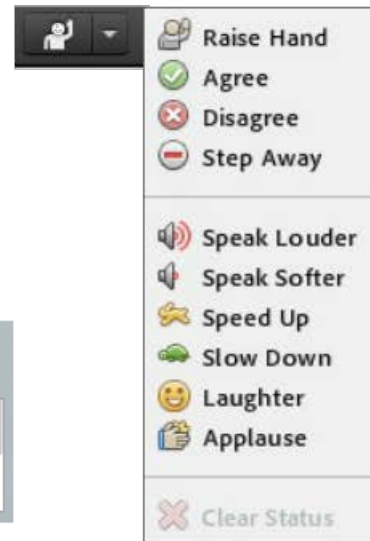 Raise Hand
Agree
Disagree
Step Away
Speak Louder
Speak Softer
Speed Up
Slow Down
Laughter
Applause
Clear Status